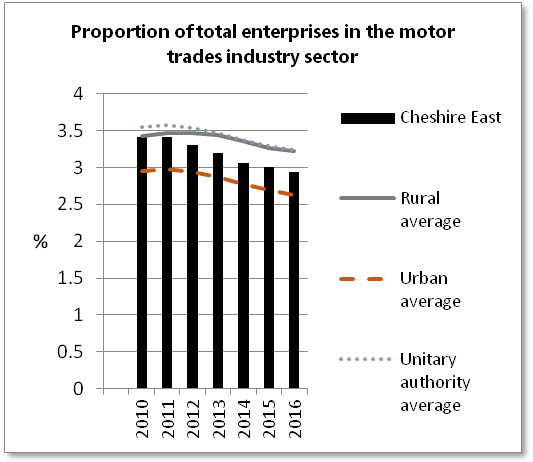 Proportion of total enterprises in the motor
trades industry sector
4
3.5
3
2.5
2
1.5
1
0.5
0
%
2010
2011
2012
2013
2014
2015
2016
Cheshire East
Rural
average
Urban
average
Unitary
authority
average